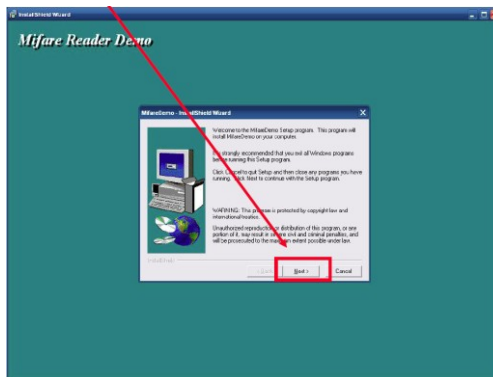 InstallShield Wizard
Mifare Reader Demo
MifareDemo - InstallShield Wizard
Welcome to the MifareDemo Setup program. This program will
install MifareDemo on your computer.
It is strongly recommended that you exit all Windows programs
before running this Setup program.
Click Cancel to quit Setup and then close any programs you have
running. Click Next to continue with the Setup program.
WARNING: This program is protected by copyright law and
international treaties.
Unauthorized reproduction or distribution of this program, or any
portion of it, may result in severe civil and criminal penalties, and
will be prosecuted to the maximum extent possible under law.
InstallShield
< Back Next > Cancel